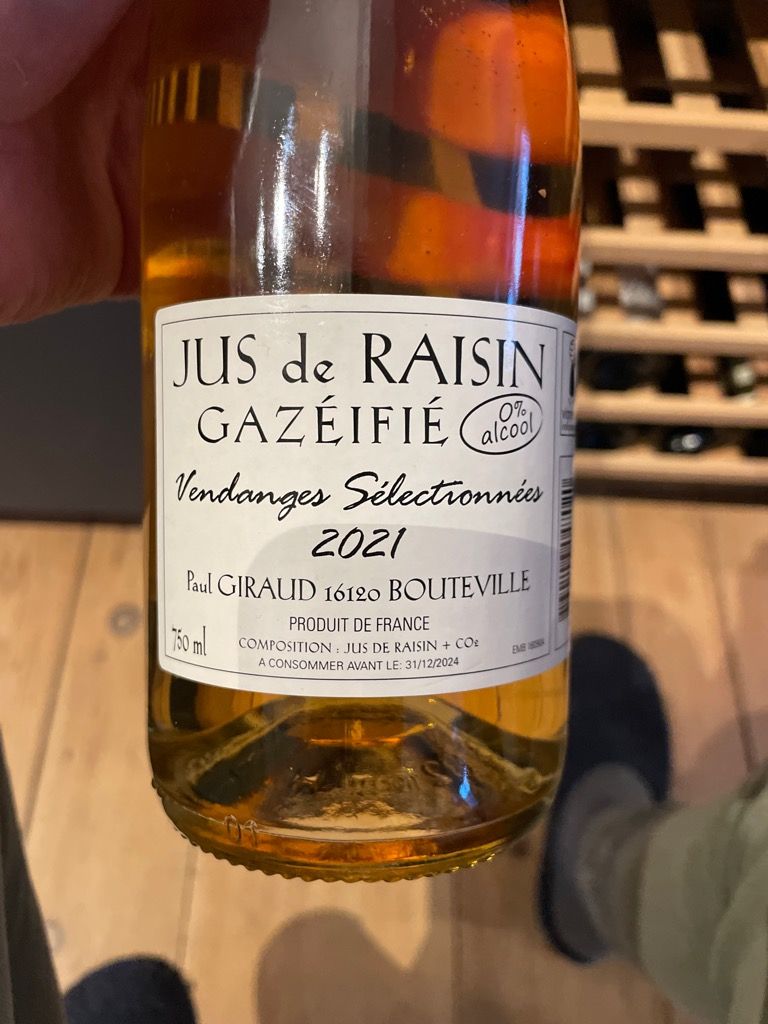 JUS de RAISIN
GAZÉIFIÉ 0% alcool
Vendanges Sélectionnées
2021
Paul GIRAUD 16120 BOUTEVILLE
PRODUIT DE FRANCE
750 ml COMPOSITION : JUS DE RAISIN + CO₂
A CONSOMMER AVANT LE: 31/12/2024